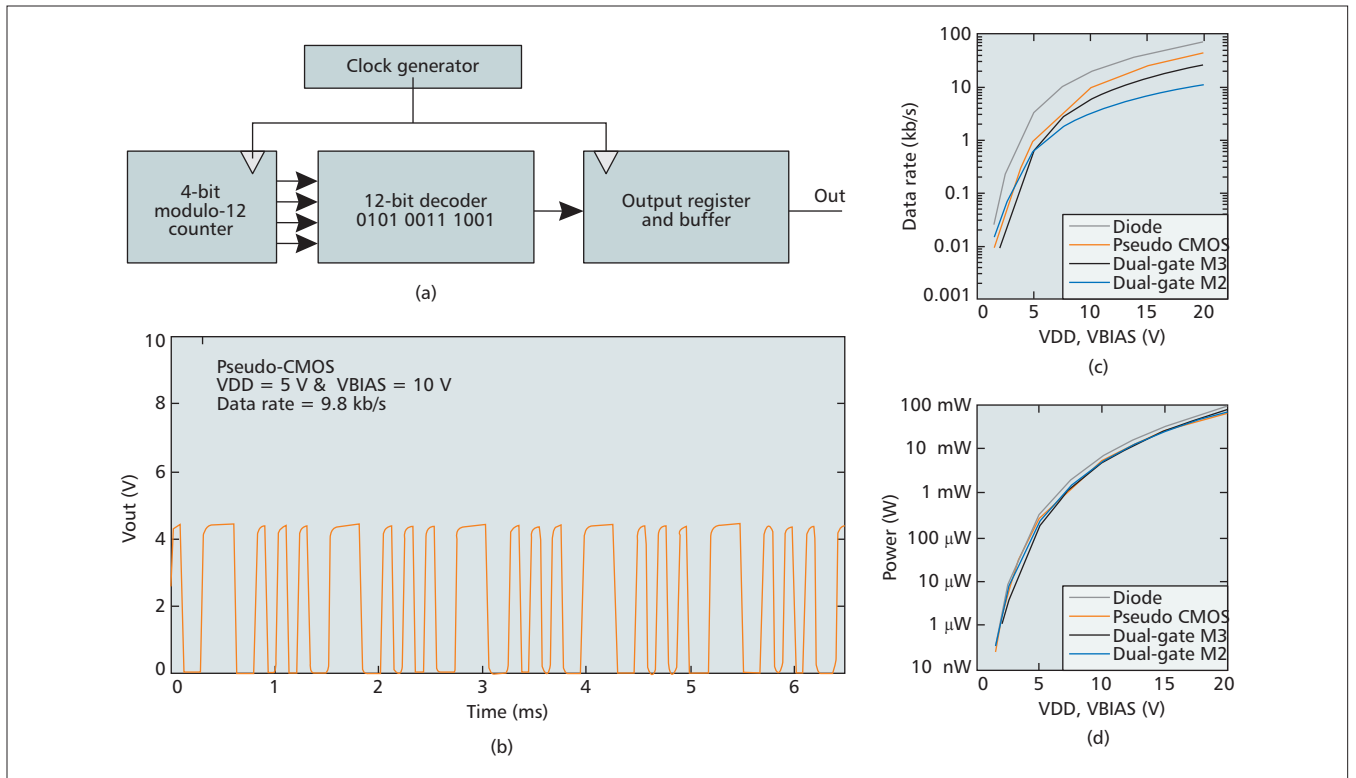 Clock generator
4-bit
modulo-12
counter
12-bit decoder
0101 0011 1001
Output register
and buffer
Out
(a)
10
8
6
4
2
0
Vout (V)
Pseudo-CMOS
VDD = 5 V & VBIAS = 10 V
Data rate = 9.8 kb/s
0 1 2 3 4 5 6
Time (ms)
(b)
100
10
1
0.1
0.01
0.001
Data rate (kb/s)
Diode
Pseudo CMOS
Dual-gate M3
Dual-gate M2
0 5 10 15 20
VDD, VBIAS (V)
(c)
100 mW
10 mW
1 mW
100 μW
10 μW
1 μW
10 nW
Power (W)
Diode
Pseudo CMOS
Dual-gate M3
Dual-gate M2
0 5 10 15 20
VDD, VBIAS (V)
(d)